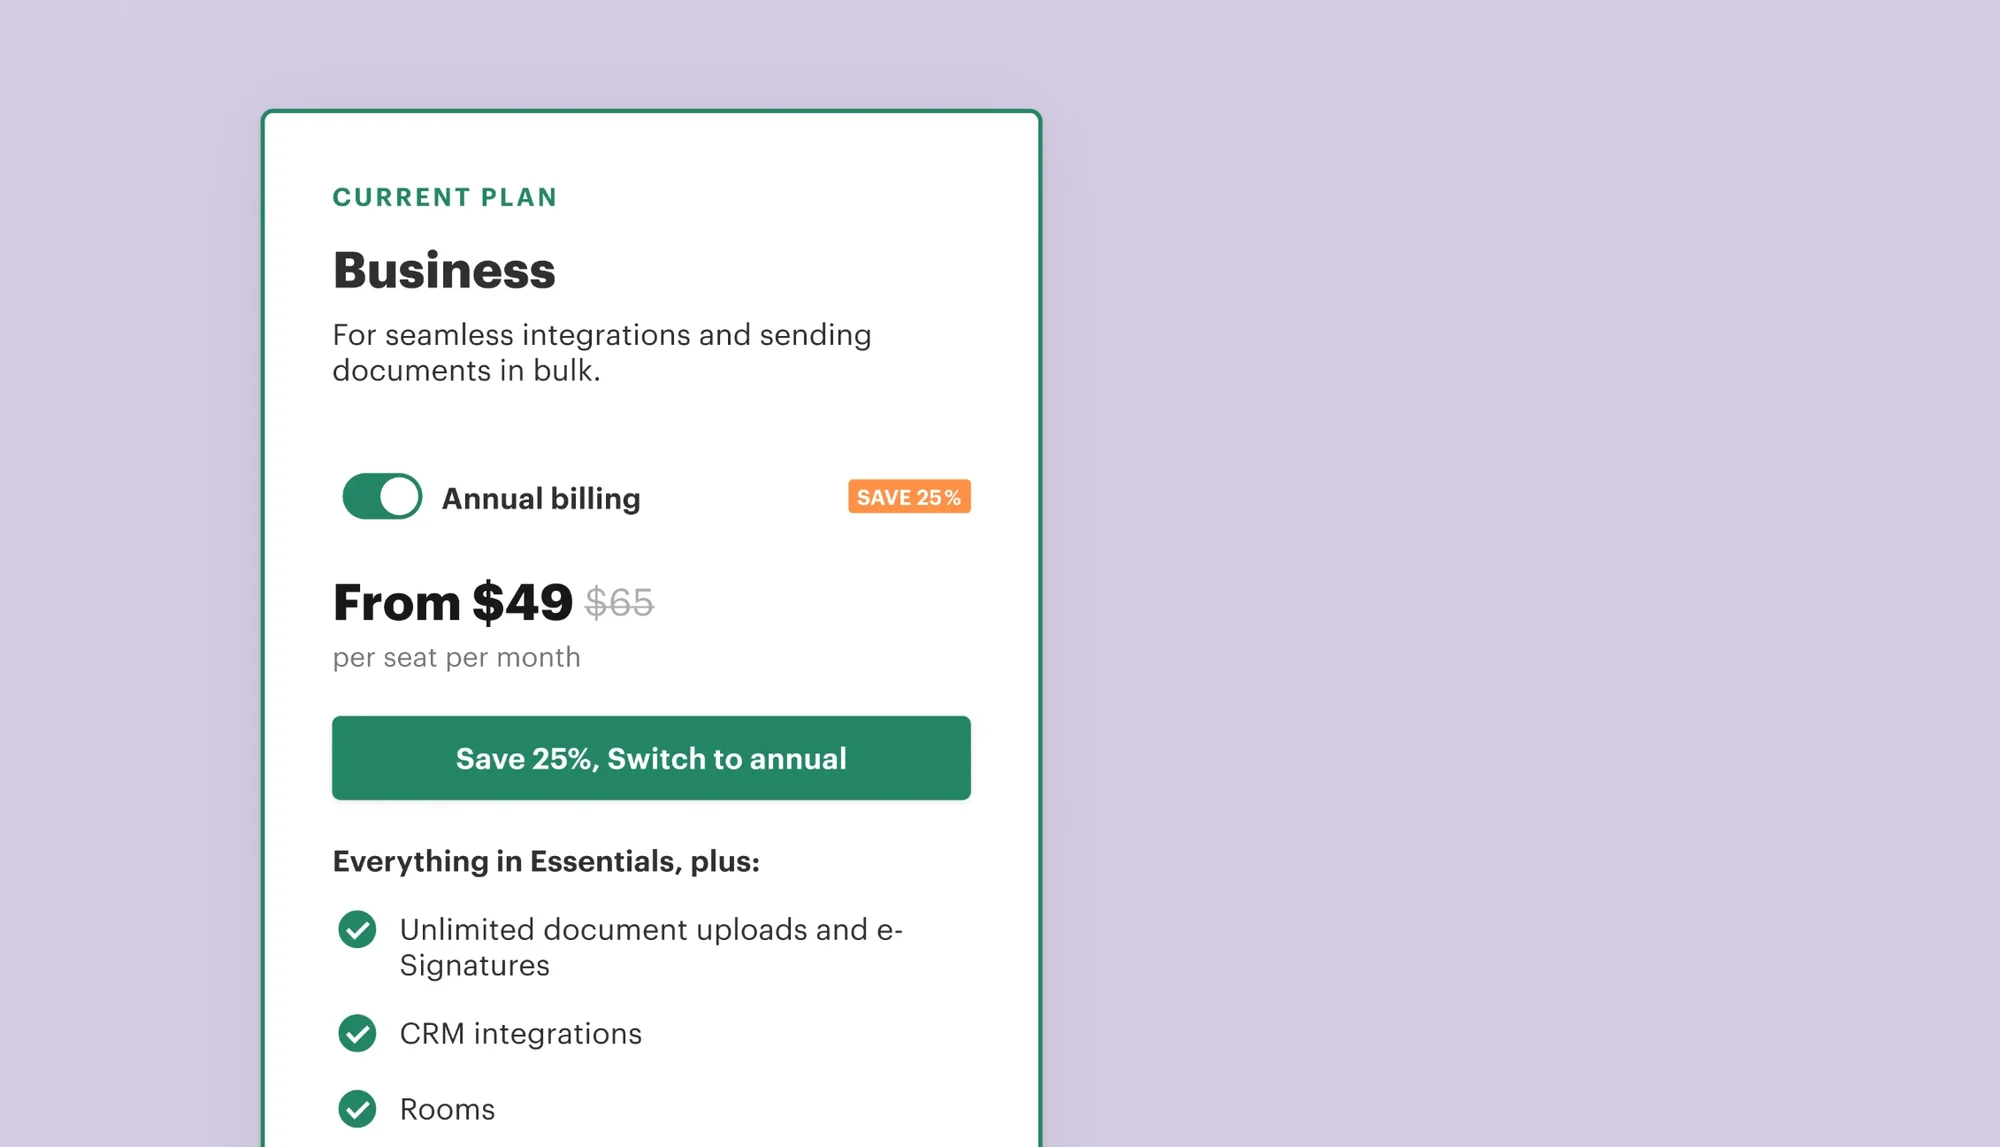 CURRENT PLAN
Business
For seamless integrations and sending
documents in bulk.
Annual billing
SAVE 25%
From $49 $65
per seat per month
Save 25%, Switch to annual
Everything in Essentials, plus:
Unlimited document uploads and e-
Signatures
CRM integrations
Rooms